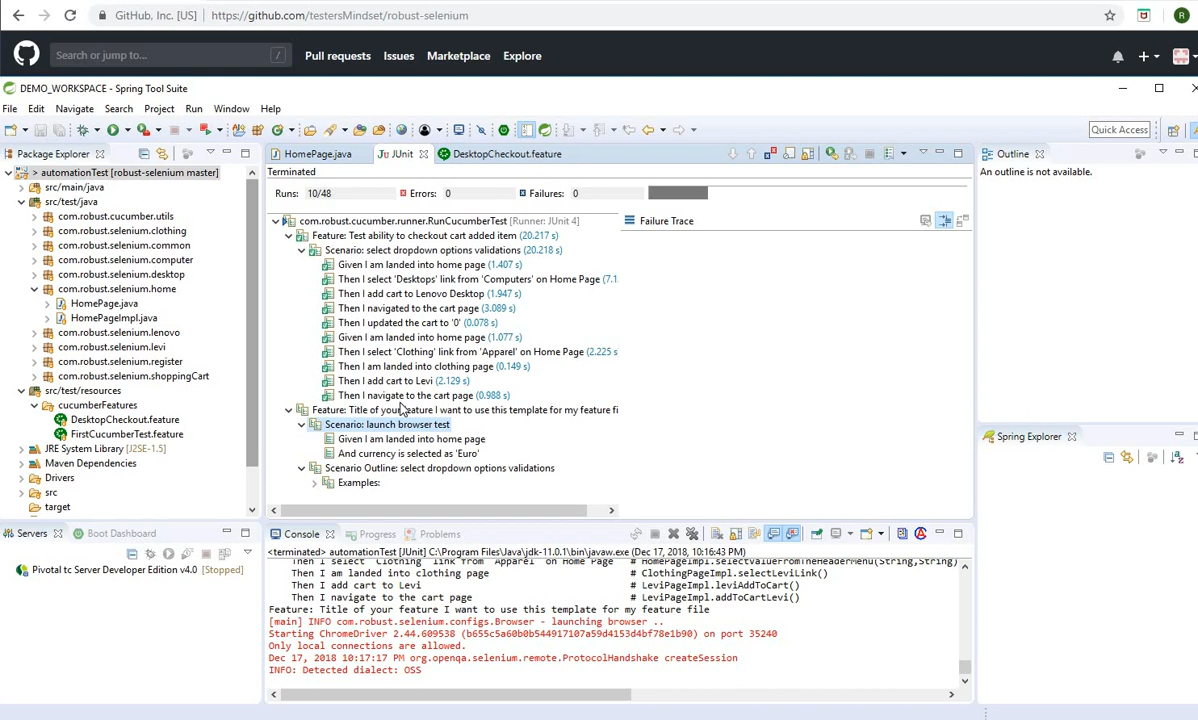 GitHub, Inc. [US]
https://github.com/testersMindset/robust-selenium
R
Search or jump to...
/
Pull requests
Issues
Marketplace
Explore
DEMO_WORKSPACE - Spring Tool Suite
File Edit Navigate Search Project Run Window Help
Quick Access
Package Explorer
automationTest [robust-selenium master]
src/main/java
src/test/java
com.robust.cucumber.utils
com.robust.selenium.clothing
com.robust.selenium.common
com.robust.selenium.computer
com.robust.selenium.desktop
com.robust.selenium.home
HomePage.java
HomePageImpl.java
com.robust.selenium.lenovo
com.robust.selenium.levi
com.robust.selenium.register
com.robust.selenium.shoppingCart
src/test/resources
cucumberFeatures
DesktopCheckout.feature
FirstCucumberTest.feature
JRE System Library [J2SE-1.5]
Maven Dependencies
Drivers
src
target
HomePage.java
JUnit
DesktopCheckout.feature
Terminated
Runs: 10/48
Errors: 0
Failures: 0
com.robust.cucumber.runner.RunCucumberTest [Runner: JUnit 4]
Feature: Test ability to checkout cart added item (20.217 s)
Scenario: select dropdown options validations (20.218 s)
Given I am landed into home page (1.407 s)
Then I select 'Desktops' link from 'Computers' on Home Page (7.1
Then I add cart to Lenovo Desktop (1.947 s)
Then I navigated to the cart page (3.089 s)
Then I updated the cart to '0' (0.078 s)
Given I am landed into home page (1.077 s)
Then I select 'Clothing' link from 'Apparel' on Home Page (2.225 s
Then I am landed into clothing page (0.149 s)
Then I add cart to Levi (2.129 s)
Then I navigate to the cart page (0.988 s)
Feature: Title of your feature I want to use this template for my feature fi
Scenario: launch browser test
Given I am landed into home page
And currency is selected as 'Euro'
Scenario Outline: select dropdown options validations
Examples:
Failure Trace
Outline
An outline is not available.
Spring Explorer
Servers
Boot Dashboard
Pivotal tc Server Developer Edition v4.0 [Stopped]
Console
Progress
Problems
<terminated> automationTest [JUnit] C:\Program Files\Java\jdk-11.0.1\bin\javaw.exe (Dec 17, 2018, 10:16:43 PM)
Then I select 'Clothing' link from 'Apparel' on Home Page # HomePageImpl.selectValueFromTheHeaderMenu(String,String)
Then I am landed into clothing page # ClothingPageImpl.selectLeviLink()
Then I add cart to Levi # LeviPageImpl.leviAddToCart()
Then I navigate to the cart page # LeviPageImpl.addToCartLevi()
Feature: Title of your feature I want to use this template for my feature file
[main] INFO com.robust.selenium.configs.Browser - launching browser ..
Starting ChromeDriver 2.44.609538 (b655c5a60b0b544917107a59d4153d4bf78e1b90) on port 35240
Only local connections are allowed.
Dec 17, 2018 10:17:17 PM org.openqa.selenium.remote.ProtocolHandshake createSession
INFO: Detected dialect: OSS